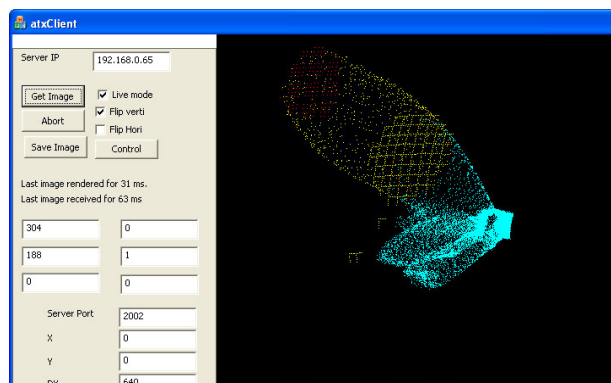 atxClient
Server IP 192.168.0.65
Get Image Live mode
Flip verti
Abort
Flip Hori
Save Image Control
Last image rendered for 31 ms.
Last image received for 63 ms
304 0
188 1
0 0
Server Port 2002
X 0
Y 0
DX 640